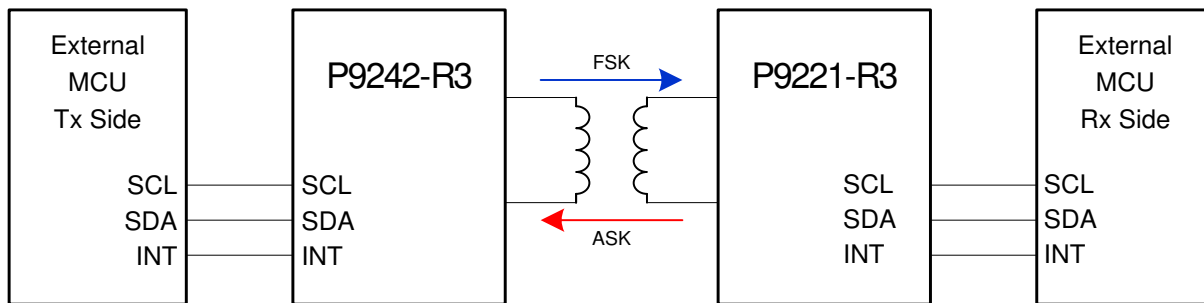 External
MCU
Tx Side
SCL
SDA
INT
P9242-R3
SCL
SDA
INT
FSK
ASK
P9221-R3
SCL
SDA
INT
External
MCU
Rx Side
SCL
SDA
INT